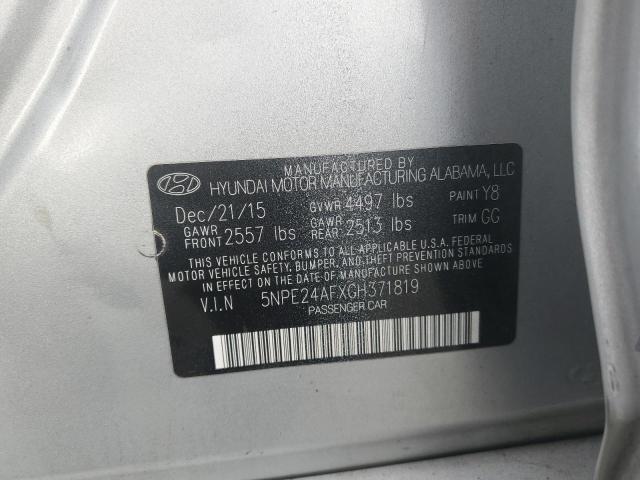 MANUFACTURED BY
HYUNDAI MOTOR MANUFACTURING ALABAMA, LLC
Dec/21/15 GVWR 4497 lbs PAINT Y8
GAWR FRONT 2557 lbs GAWR REAR: 2513 lbs TRIM GG
THIS VEHICLE CONFORMS TO ALL APPLICABLE U.S.A. FEDERAL
MOTOR VEHICLE SAFETY, BUMPER, AND THEFT PREVENTION STANDARDS
IN EFFECT ON THE DATE OF MANUFACTURE SHOWN ABOVE.
V.I.N 5NPE24AFXGH371819
PASSENGER CAR